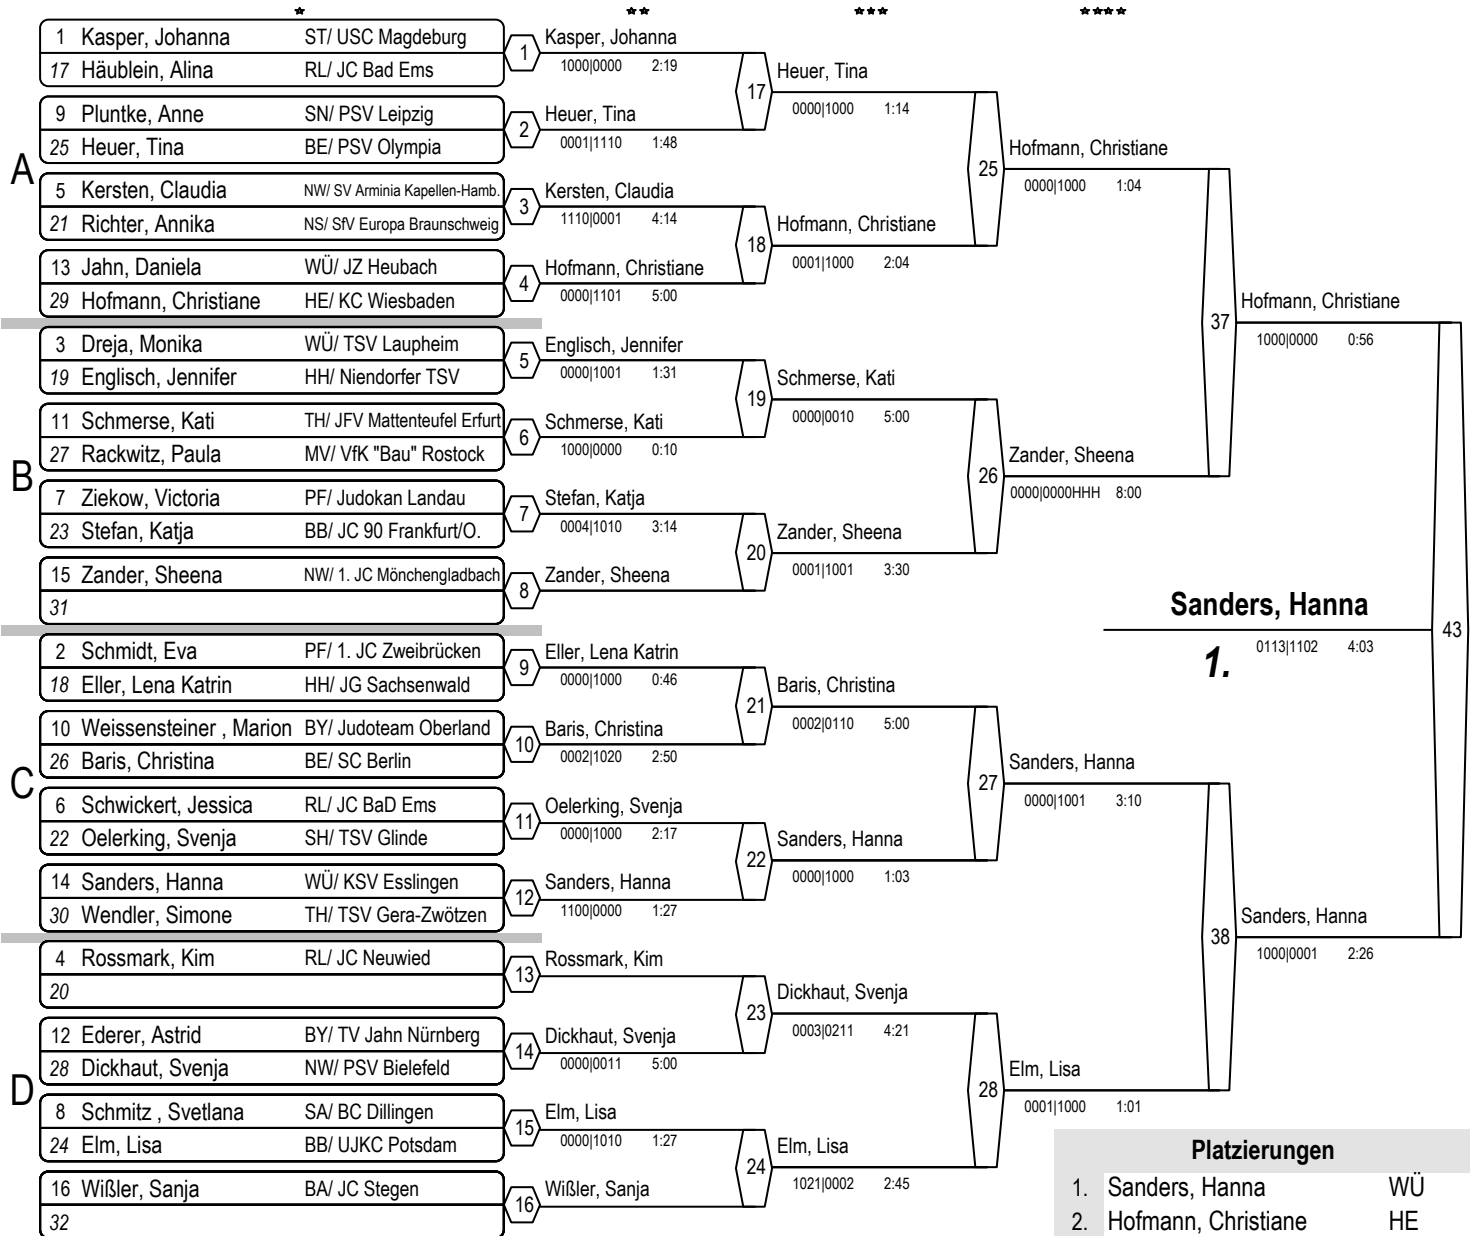 1 Kasper, Johanna ST/ USC Magdeburg
17 Häublein, Alina RL/ JC Bad Ems
9 Pluntke, Anne SN/ PSV Leipzig
25 Heuer, Tina BE/ PSV Olympia
A
5 Kersten, Claudia NW/ SV Arminia Kapellen-Hamb.
21 Richter, Annika NS/ SfV Europa Braunschweig
13 Jahn, Daniela WÜ/ JZ Heubach
29 Hofmann, Christiane HE/ KC Wiesbaden
3 Dreja, Monika WÜ/ TSV Laupheim
19 Englisch, Jennifer HH/ Niendorfer TSV
11 Schmerse, Kati TH/ JFV Mattenteufel Erfurt
27 Rackwitz, Paula MV/ VfK "Bau" Rostock
B
7 Ziekow, Victoria PF/ Judokan Landau
23 Stefan, Katja BB/ JC 90 Frankfurt/O.
15 Zander, Sheena NW/ 1. JC Mönchengladbach
31
2 Schmidt, Eva PF/ 1. JC Zweibrücken
18 Eller, Lena Katrin HH/ JG Sachsenwald
10 Weissensteiner , Marion BY/ Judoteam Oberland
26 Baris, Christina BE/ SC Berlin
C
6 Schwickert, Jessica RL/ JC BaD Ems
22 Oelerking, Svenja SH/ TSV Glinde
14 Sanders, Hanna WÜ/ KSV Esslingen
30 Wendler, Simone TH/ TSV Gera-Zwötzen
4 Rossmark, Kim RL/ JC Neuwied
20
12 Ederer, Astrid BY/ TV Jahn Nürnberg
28 Dickhaut, Svenja NW/ PSV Bielefeld
D
8 Schmitz , Svetlana SA/ BC Dillingen
24 Elm, Lisa BB/ UJKC Potsdam
16 Wißler, Sanja BA/ JC Stegen
32
1 Kasper, Johanna
1000|0000 2:19
2 Heuer, Tina
0001|1110 1:48
3 Kersten, Claudia
1110|0001 4:14
4 Hofmann, Christiane
0000|1101 5:00
5 Englisch, Jennifer
0000|1001 1:31
6 Schmerse, Kati
1000|0000 0:10
7 Stefan, Katja
0004|1010 3:14
8 Zander, Sheena
9 Eller, Lena Katrin
0000|1000 0:46
10 Baris, Christina
0002|1020 2:50
11 Oelerking, Svenja
0000|1000 2:17
12 Sanders, Hanna
1100|0000 1:27
13 Rossmark, Kim
14 Dickhaut, Svenja
0000|0011 5:00
15 Elm, Lisa
0000|1010 1:27
16 Wißler, Sanja
17 Heuer, Tina
0000|1000 1:14
18 Hofmann, Christiane
0001|1000 2:04
19 Schmerse, Kati
0000|0010 5:00
20 Zander, Sheena
0001|1001 3:30
21 Baris, Christina
0002|0110 5:00
22 Sanders, Hanna
0000|1000 1:03
23 Dickhaut, Svenja
0003|0211 4:21
24 Elm, Lisa
1021|0002 2:45
25 Hofmann, Christiane
0000|1000 1:04
26 Zander, Sheena
0000|0000HHH 8:00
27 Sanders, Hanna
0000|1001 3:10
28 Elm, Lisa
0001|1000 1:01
37 Hofmann, Christiane
1000|0000 0:56
38 Sanders, Hanna
1000|0001 2:26
43
Sanders, Hanna
1. 0113|1102 4:03
Platzierungen
1. Sanders, Hanna WÜ
2. Hofmann, Christiane HE